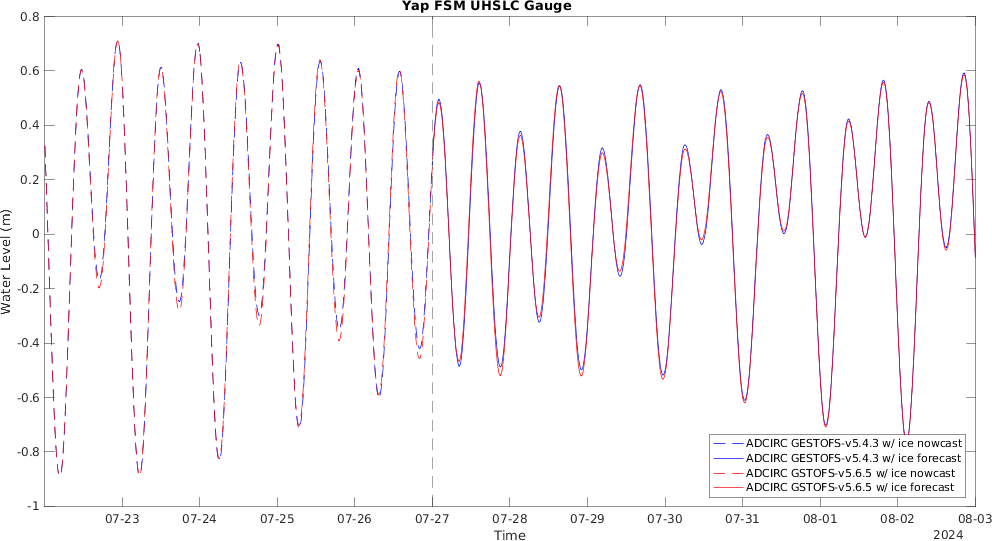 Yap FSM UHSLC Gauge
0.8
0.6
0.4
0.2
0
-0.2
-0.4
-0.6
-0.8
-1
Water Level (m)
ADCIRC GESTOFS-v5.4.3 w/ ice nowcast
ADCIRC GESTOFS-v5.4.3 w/ ice forecast
ADCIRC GSTOFS-v5.6.5 w/ ice nowcast
ADCIRC GSTOFS-v5.6.5 w/ ice forecast
07-23 07-24 07-25 07-26 07-27 07-28 07-29 07-30 07-31 08-01 08-02 08-03
Time
2024